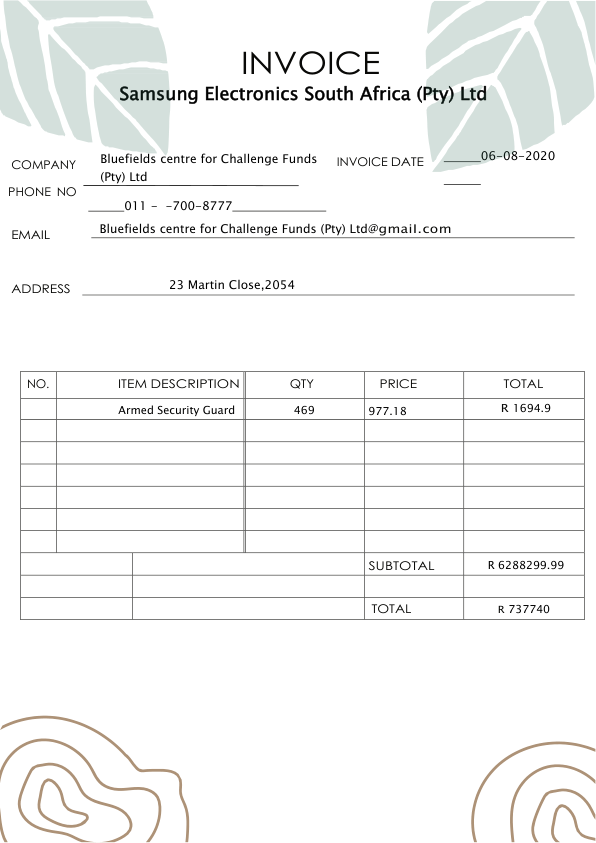 INVOICE
Samsung Electronics South Africa (Pty) Ltd
COMPANY Bluefields centre for Challenge Funds (Pty) Ltd
INVOICE DATE ______06-08-2020
______
PHONE NO ______011 -  -700-8777________________
EMAIL Bluefields centre for Challenge Funds (Pty) Ltd@gmail.com
ADDRESS 23 Martin Close,2054
NO. ITEM DESCRIPTION QTY PRICE TOTAL
Armed Security Guard 469 977.18 R 1694.9
SUBTOTAL R 6288299.99
TOTAL R 737740